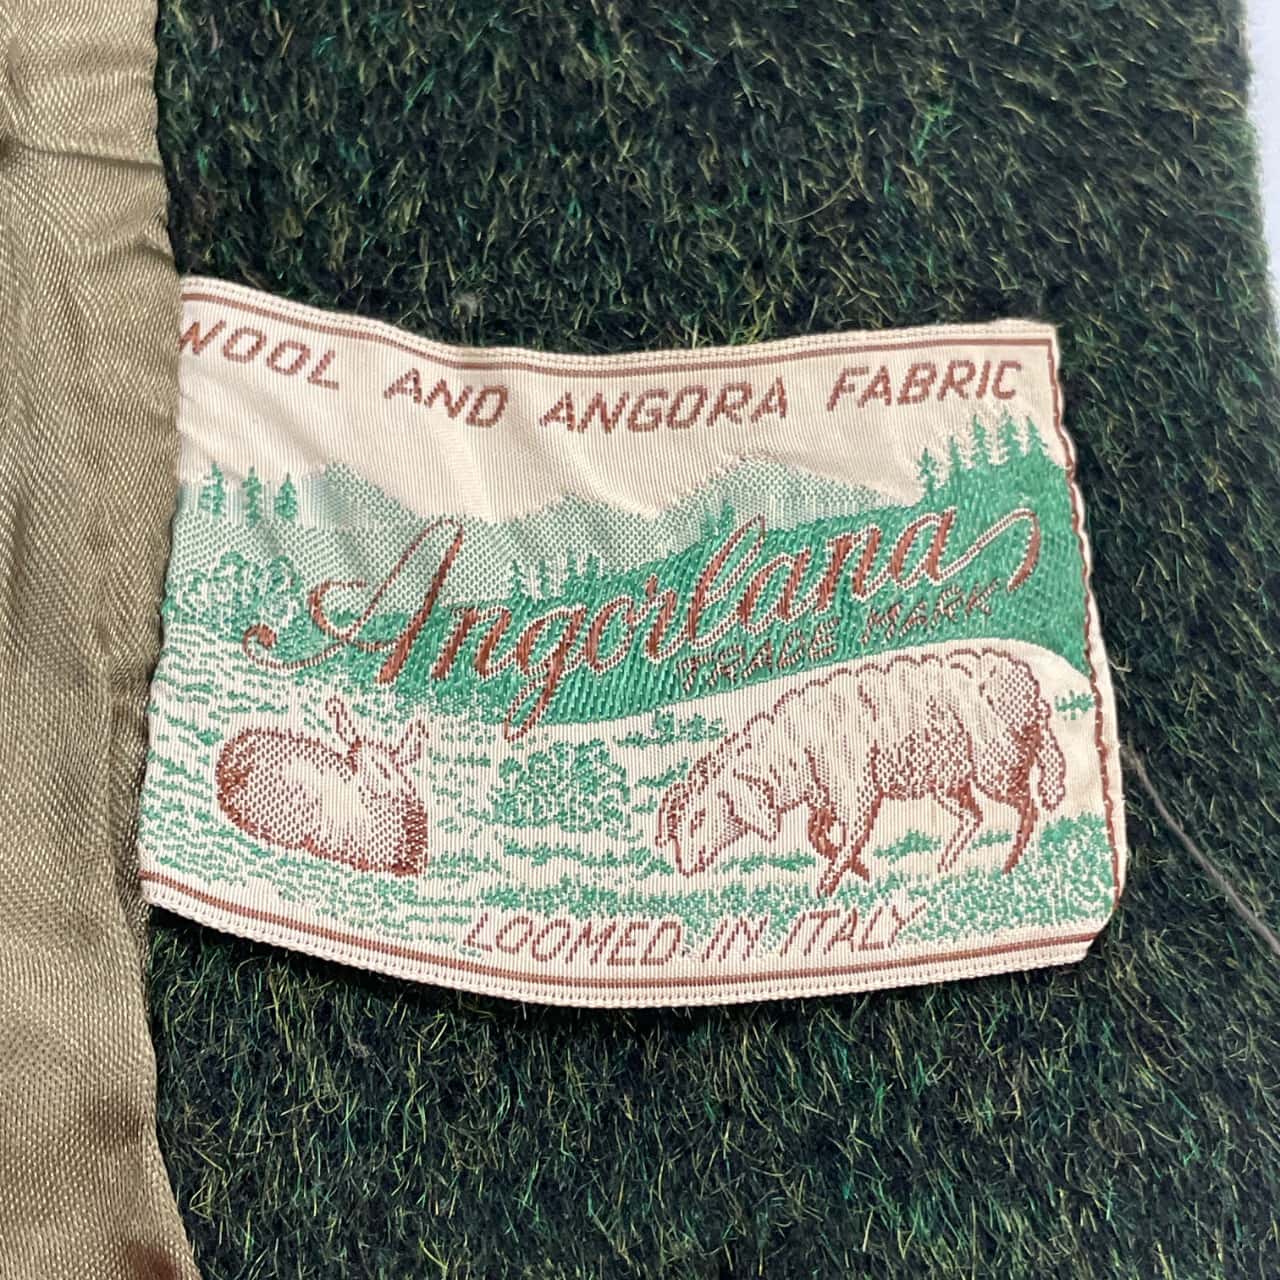 WOOL AND ANGORA FABRIC
Angorlana
TRADE MARK
LOOMED IN ITALY